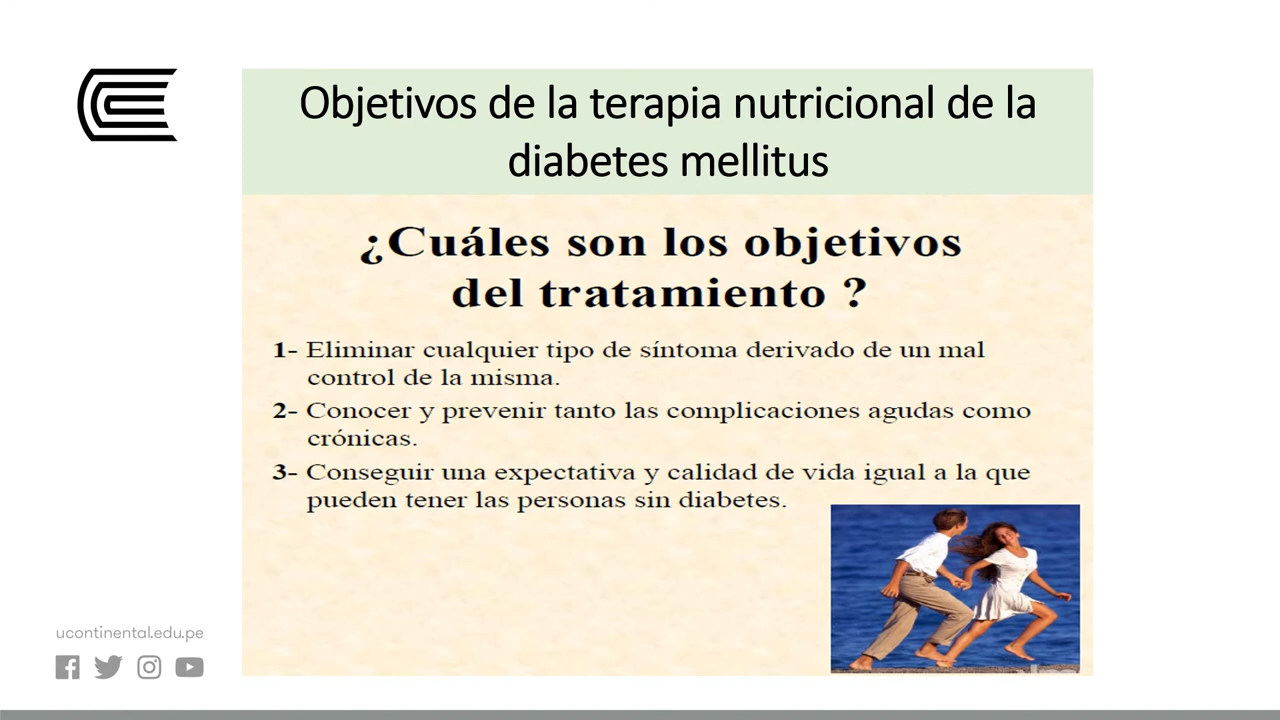 Objetivos de la terapia nutricional de la
diabetes mellitus
¿Cuáles son los objetivos
del tratamiento ?
1- Eliminar cualquier tipo de síntoma derivado de un mal
control de la misma.
2- Conocer y prevenir tanto las complicaciones agudas como
crónicas.
3- Conseguir una expectativa y calidad de vida igual a la que
pueden tener las personas sin diabetes.
ucontinental.edu.pe